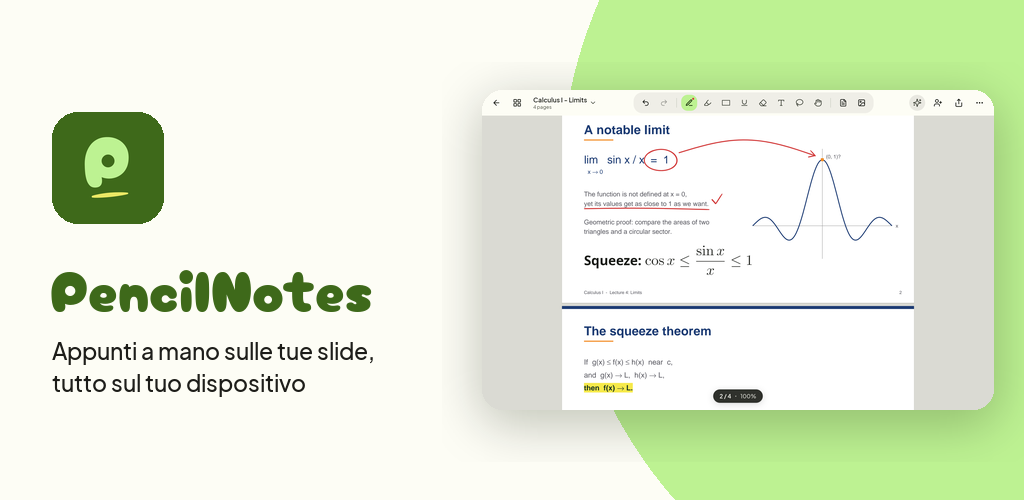 PencilNotes
Appunti a mano sulle tue slide,
tutto sul tuo dispositivo
Calculus I - Limits
4 pages
A notable limit
lim sin x / x = 1
x → 0
(0, 1)?
The function is not defined at x = 0,
yet its values get as close to 1 as we want.
Geometric proof: compare the areas of two
triangles and a circular sector.
x
Squeeze: cos x ≤ sin x / x ≤ 1
Calculus I · Lecture 4: Limits
2
The squeeze theorem
If g(x) ≤ f(x) ≤ h(x) near c,
and g(x) → L, h(x) → L,
then f(x) → L.
2/4 · 100%